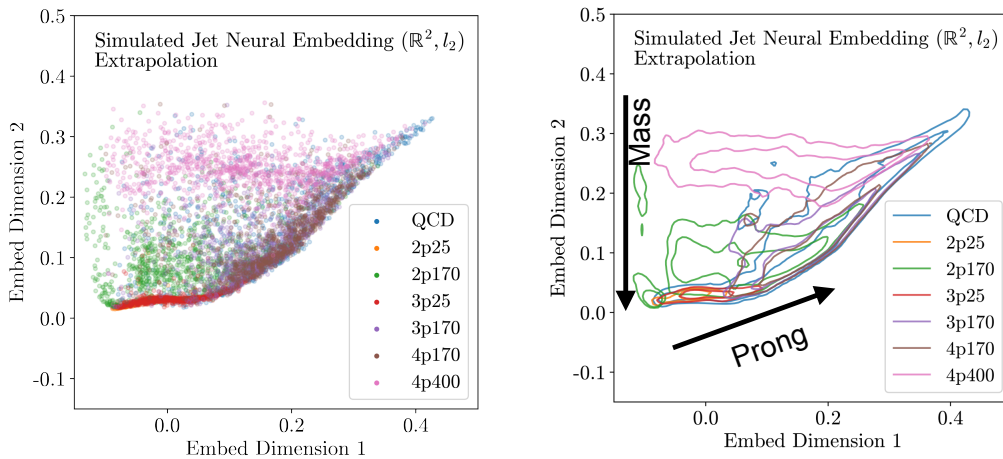 Simulated Jet Neural Embedding (ℝ², l₂)
Extrapolation
0.5
0.4
0.3
0.2
0.1
0.0
-0.1
Embed Dimension 2
QCD
2p25
2p170
3p25
3p170
4p170
4p400
0.0
0.2
0.4
Embed Dimension 1
Simulated Jet Neural Embedding (ℝ², l₂)
Extrapolation
0.5
0.4
0.3
0.2
0.1
0.0
-0.1
Embed Dimension 2
Mass
Prong
QCD
2p25
2p170
3p25
3p170
4p170
4p400
0.0
0.2
0.4
Embed Dimension 1